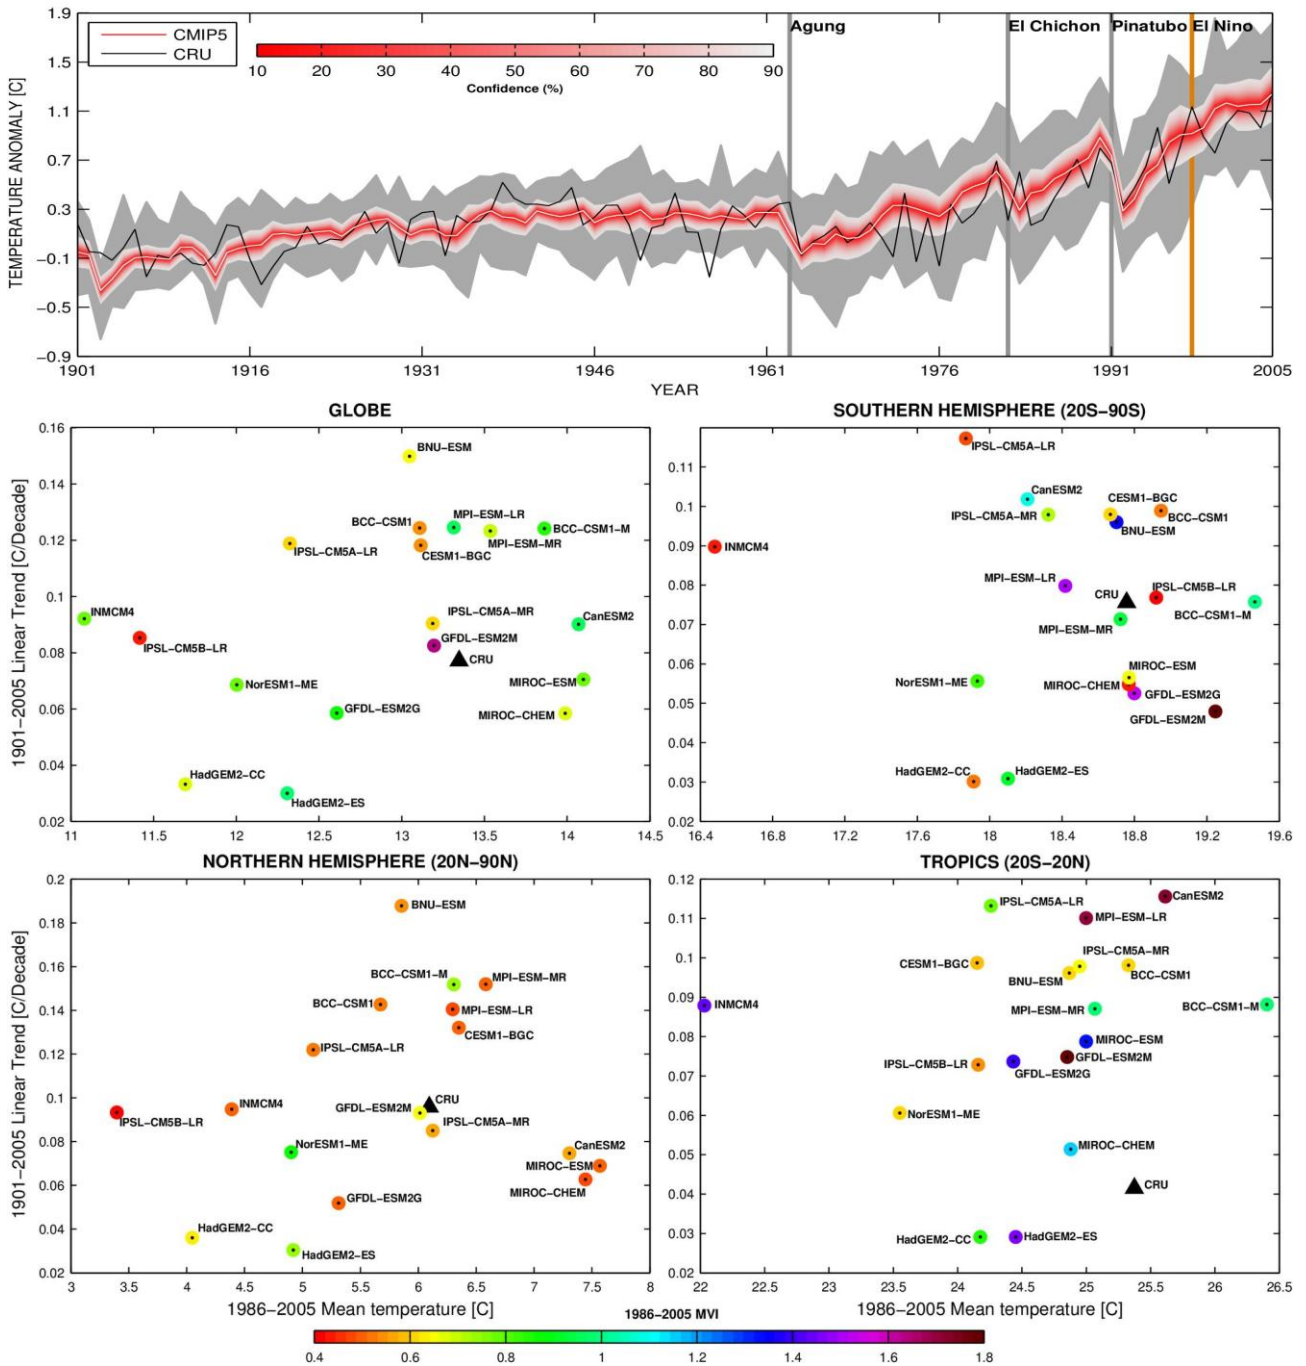 1.9
1.5
1.1
0.7
0.3
−0.1
−0.5
−0.9
TEMPERATURE ANOMALY [C]
CMIP5
CRU
10 20 30 40 50 60 70 80 90
Confidence (%)
Agung
El Chichon
Pinatubo
El Nino
1901 1916 1931 1946 1961 1976 1991 2005
YEAR
GLOBE
0.16
0.14
0.12
0.1
0.08
0.06
0.04
0.02
1901−2005 Linear Trend [C/Decade]
BNU−ESM
BCC−CSM1
MPI−ESM−LR
BCC−CSM1−M
MPI−ESM−MR
IPSL−CM5A−LR
CESM1−BGC
INMCM4
IPSL−CM5A−MR
CanESM2
IPSL−CM5B−LR
GFDL−ESM2M
CRU
NorESM1−ME
MIROC−ESM
GFDL−ESM2G
MIROC−CHEM
HadGEM2−CC
HadGEM2−ES
11 11.5 12 12.5 13 13.5 14 14.5
SOUTHERN HEMISPHERE (20S−90S)
0.11
0.1
0.09
0.08
0.07
0.06
0.05
0.04
0.03
0.02
IPSL−CM5A−LR
CanESM2
CESM1−BGC
IPSL−CM5A−MR
BCC−CSM1
BNU−ESM
INMCM4
MPI−ESM−LR
IPSL−CM5B−LR
CRU
BCC−CSM1−M
MPI−ESM−MR
MIROC−ESM
NorESM1−ME
MIROC−CHEM
GFDL−ESM2G
GFDL−ESM2M
HadGEM2−CC
HadGEM2−ES
16.4 16.8 17.2 17.6 18 18.4 18.8 19.2 19.6
NORTHERN HEMISPHERE (20N−90N)
0.2
0.18
0.16
0.14
0.12
0.1
0.08
0.06
0.04
0.02
1901−2005 Linear Trend [C/Decade]
BNU−ESM
BCC−CSM1−M
MPI−ESM−MR
BCC−CSM1
MPI−ESM−LR
CESM1−BGC
IPSL−CM5A−LR
INMCM4
CRU
GFDL−ESM2M
IPSL−CM5B−LR
IPSL−CM5A−MR
NorESM1−ME
CanESM2
MIROC−ESM
MIROC−CHEM
GFDL−ESM2G
HadGEM2−CC
HadGEM2−ES
3 3.5 4 4.5 5 5.5 6 6.5 7 7.5 8
1986−2005 Mean temperature [C]
TROPICS (20S−20N)
0.12
0.11
0.1
0.09
0.08
0.07
0.06
0.05
0.04
0.03
0.02
CanESM2
IPSL−CM5A−LR
MPI−ESM−LR
IPSL−CM5A−MR
CESM1−BGC
BCC−CSM1
BNU−ESM
INMCM4
BCC−CSM1−M
MPI−ESM−MR
MIROC−ESM
GFDL−ESM2M
IPSL−CM5B−LR
GFDL−ESM2G
NorESM1−ME
MIROC−CHEM
CRU
HadGEM2−CC
HadGEM2−ES
22 22.5 23 23.5 24 24.5 25 25.5 26 26.5
1986−2005 Mean temperature [C]
1986−2005 MVI
0.4 0.6 0.8 1 1.2 1.4 1.6 1.8